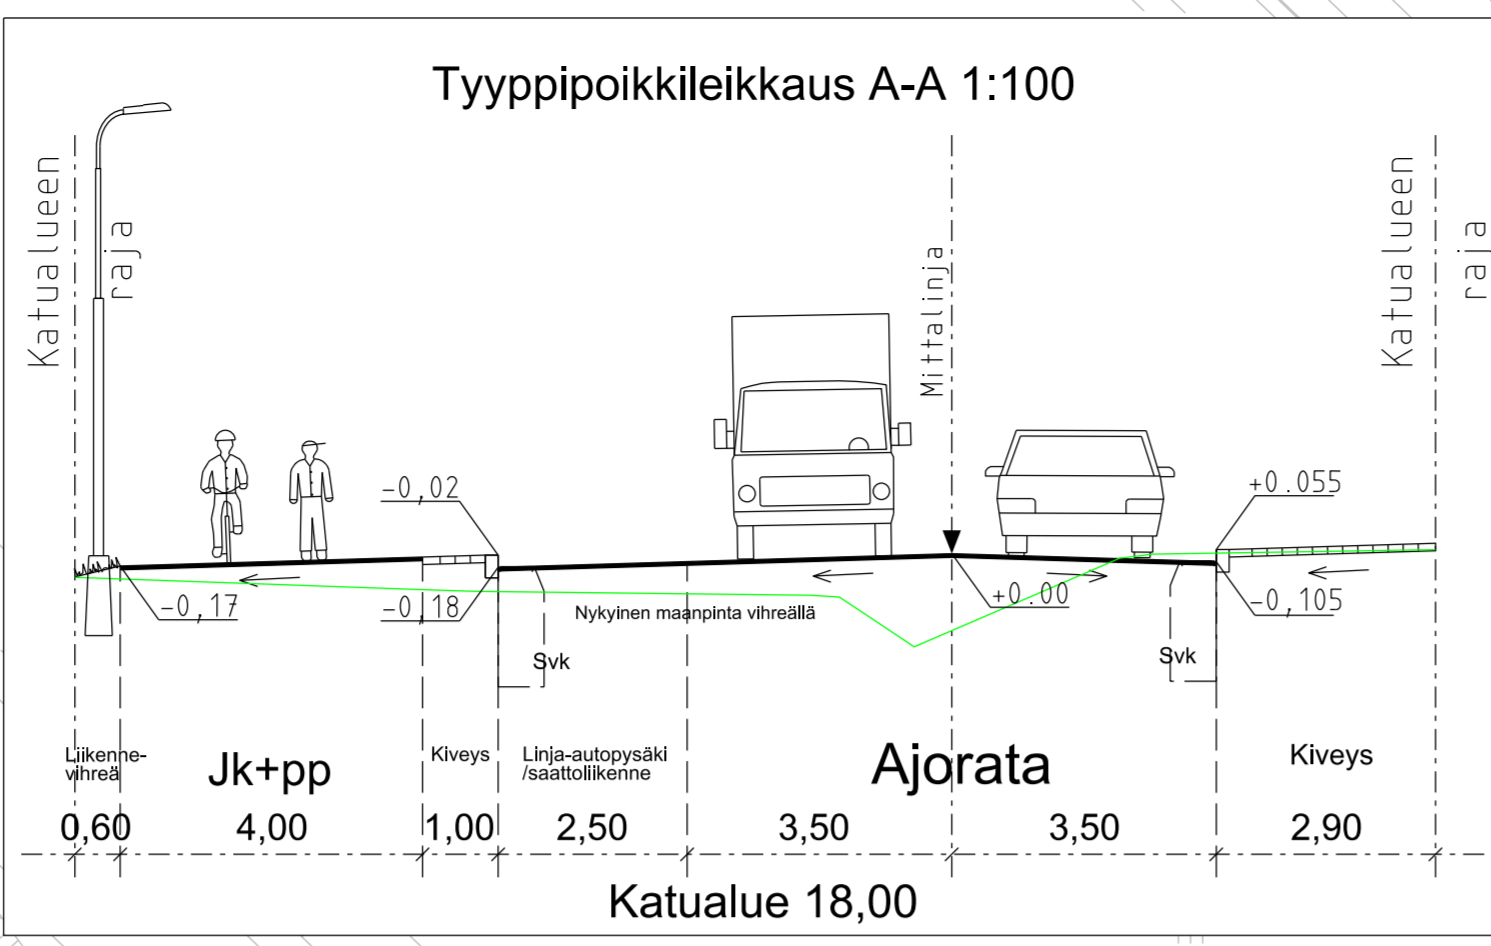 Tyyppipoikkileikkaus A-A 1:100
Katualueen
raja
Mittalinja
Katualueen
raja
-0,02
+0.055
-0,17
-0,18
Nykyinen maanpinta vihreällä
+0.00
-0,105
Svk
Svk
Liikenne-
vihreä
Jk+pp
Kiveys
Linja-autopysäki
/saattoliikenne
Ajorata
Kiveys
0,60
4,00
1,00
2,50
3,50
3,50
2,90
Katualue 18,00